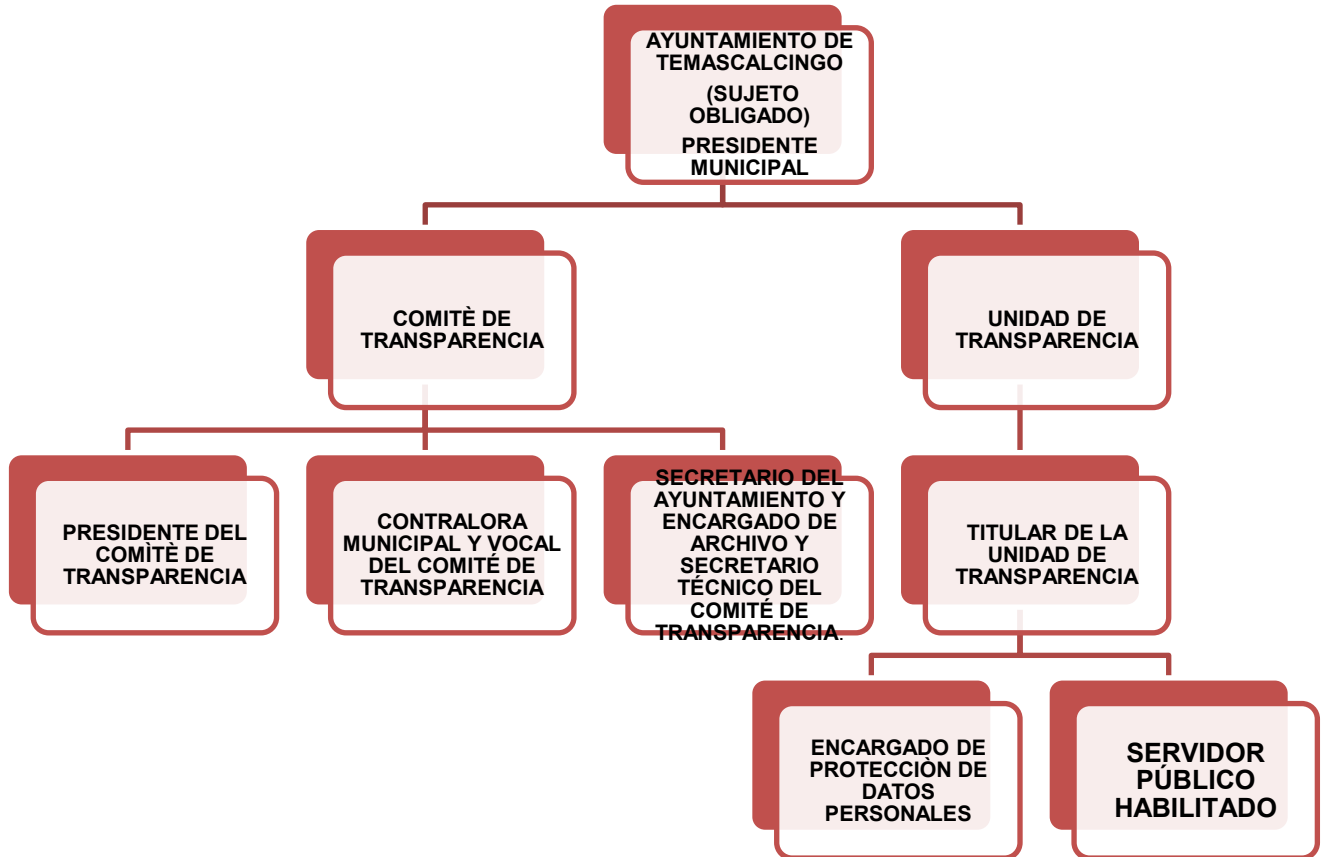 AYUNTAMIENTO DE
TEMASCALCINGO
(SUJETO
OBLIGADO)
PRESIDENTE
MUNICIPAL
COMITÈ DE
TRANSPARENCIA
UNIDAD DE
TRANSPARENCIA
PRESIDENTE DEL
COMÌTÈ DE
TRANSPARENCIA
CONTRALORA
MUNICIPAL Y VOCAL
DEL COMITÉ DE
TRANSPARENCIA
SECRETARIO DEL
AYUNTAMIENTO Y
ENCARGADO DE
ARCHIVO Y
SECRETARIO
TÉCNICO DEL
COMITÉ DE
TRANSPARENCIA.
TITULAR DE LA
UNIDAD DE
TRANSPARENCIA
ENCARGADO DE
PROTECCIÒN DE
DATOS
PERSONALES
SERVIDOR
PÚBLICO
HABILITADO